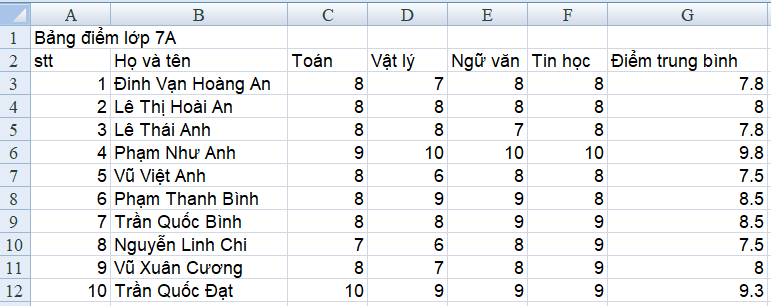 A B C D E F G
1 Bảng điểm lớp 7A
2 stt Họ và tên Toán Vật lý Ngữ văn Tin học Điểm trung bình
3 1 Đinh Vạn Hoàng An 8 7 8 8 7.8
4 2 Lê Thị Hoài An 8 8 8 8 8
5 3 Lê Thái Anh 8 8 7 8 7.8
6 4 Phạm Như Anh 9 10 10 10 9.8
7 5 Vũ Việt Anh 8 6 8 8 7.5
8 6 Phạm Thanh Bình 8 9 9 8 8.5
9 7 Trần Quốc Bình 8 8 9 9 8.5
10 8 Nguyễn Linh Chi 7 6 8 9 7.5
11 9 Vũ Xuân Cương 8 7 8 9 8
12 10 Trần Quốc Đạt 10 9 9 9 9.3